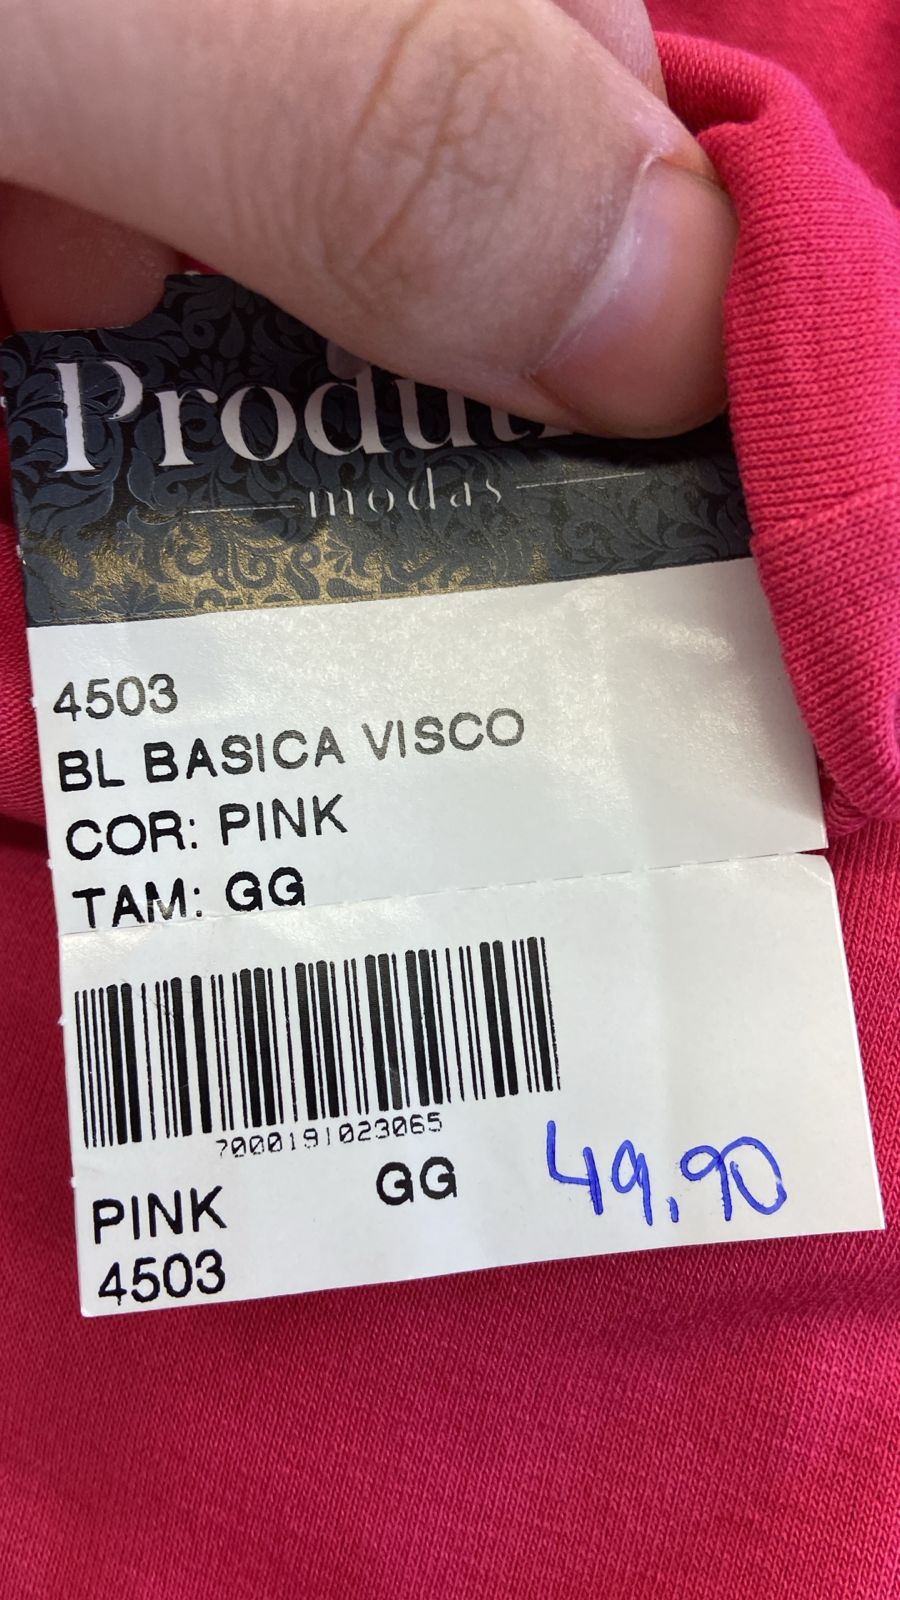 modas
4503
BL BASICA VISCO
COR: PINK
TAM: GG
7000191023065
PINK GG 49,90
4503